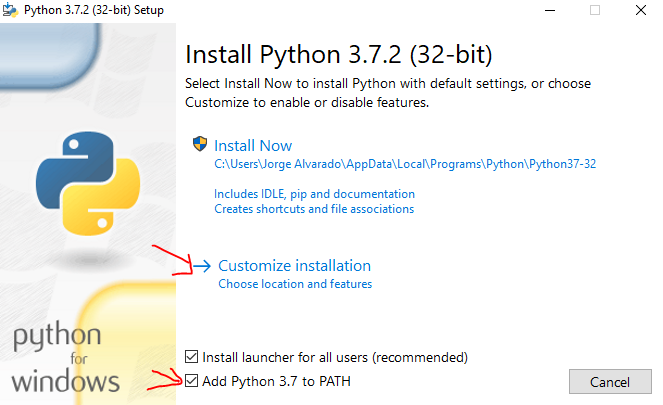 Python 3.7.2 (32-bit) Setup
Install Python 3.7.2 (32-bit)
Select Install Now to install Python with default settings, or choose
Customize to enable or disable features.
Install Now
C:\Users\Jorge Alvarado\AppData\Local\Programs\Python\Python37-32
Includes IDLE, pip and documentation
Creates shortcuts and file associations
Customize installation
Choose location and features
python
for
windows
Install launcher for all users (recommended)
Add Python 3.7 to PATH
Cancel